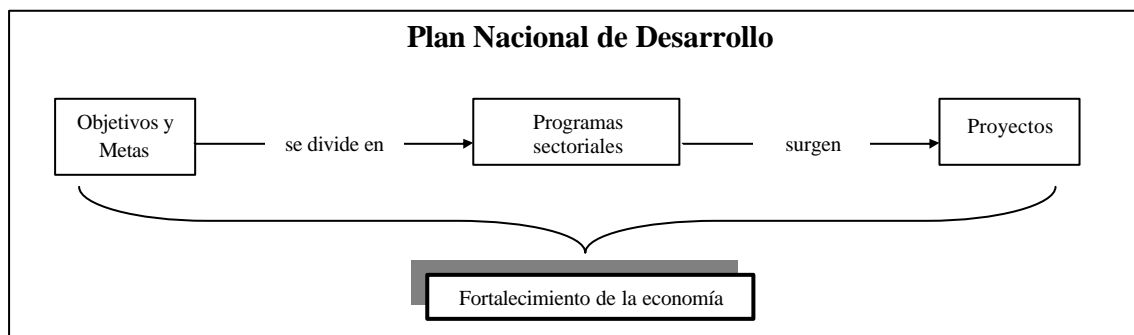 Plan Nacional de Desarrollo
Objetivos y
Metas
se divide en
Programas
sectoriales
surgen
Proyectos
Fortalecimiento de la economía